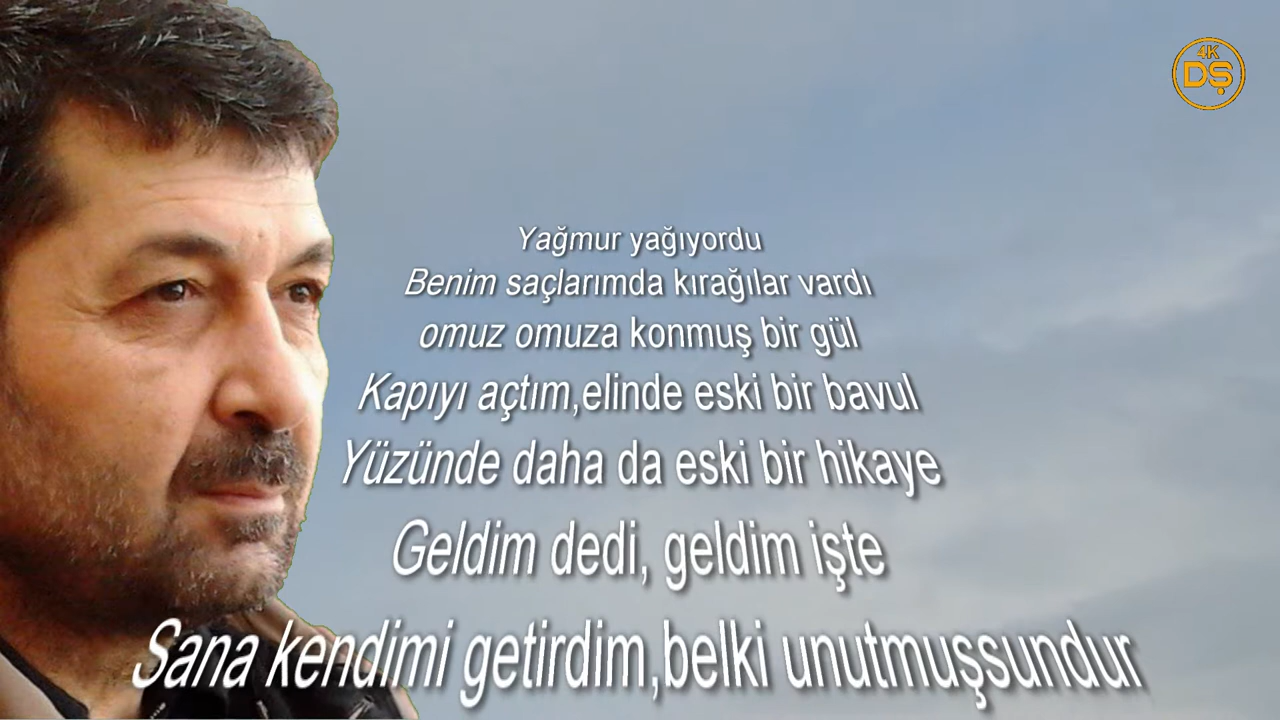 4K
DŞ
Yağmur yağıyordu
Benim saçlarımda kırağılar vardı
omuz omuza konmuş bir gül
Kapıyı açtım,elinde eski bir bavul
Yüzünde daha da eski bir hikaye
Geldim dedi, geldim işte
Sana kendimi getirdim,belki unutmuşsundur